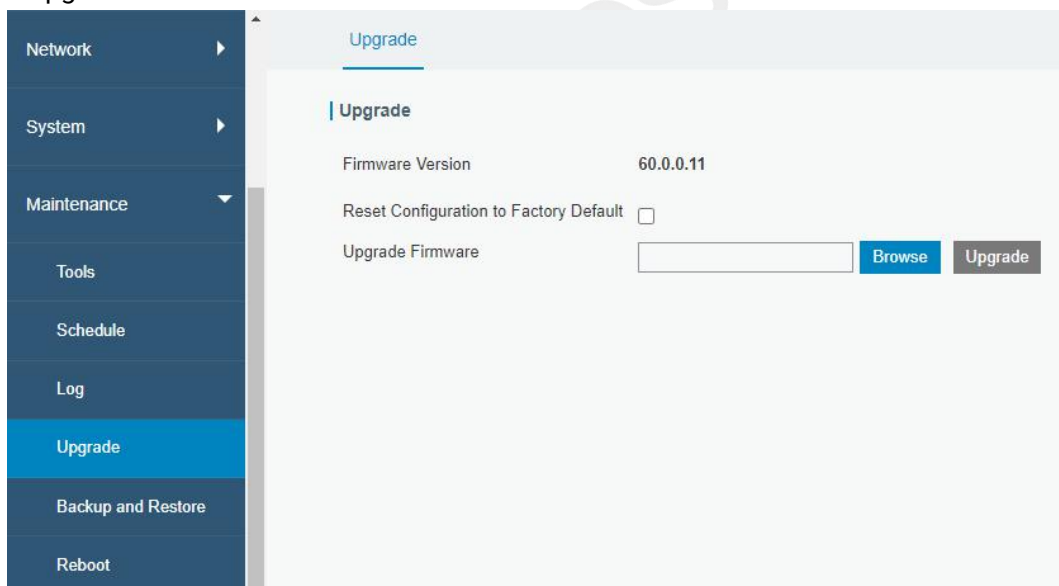 Network
System
Maintenance
Tools
Schedule
Log
Upgrade
Backup and Restore
Reboot
Upgrade
Upgrade
Firmware Version 60.0.0.11
Reset Configuration to Factory Default
Upgrade Firmware Browse Upgrade